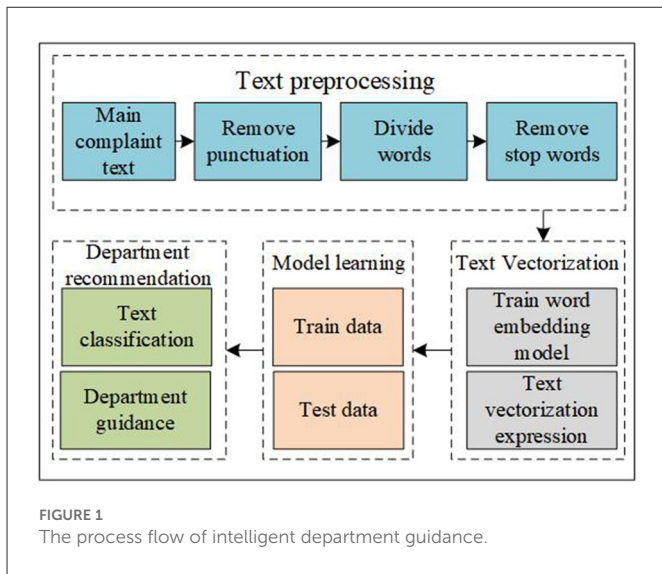 Text preprocessing
Main
complaint
text
Remove
punctuation
Divide
words
Remove
stop words
Department
recommendation
Text
classification
Department
guidance
Model learning
Train data
Test data
Text Vectorization
Train word
embedding
model
Text
vectorization
expression
FIGURE 1
The process flow of intelligent department guidance.